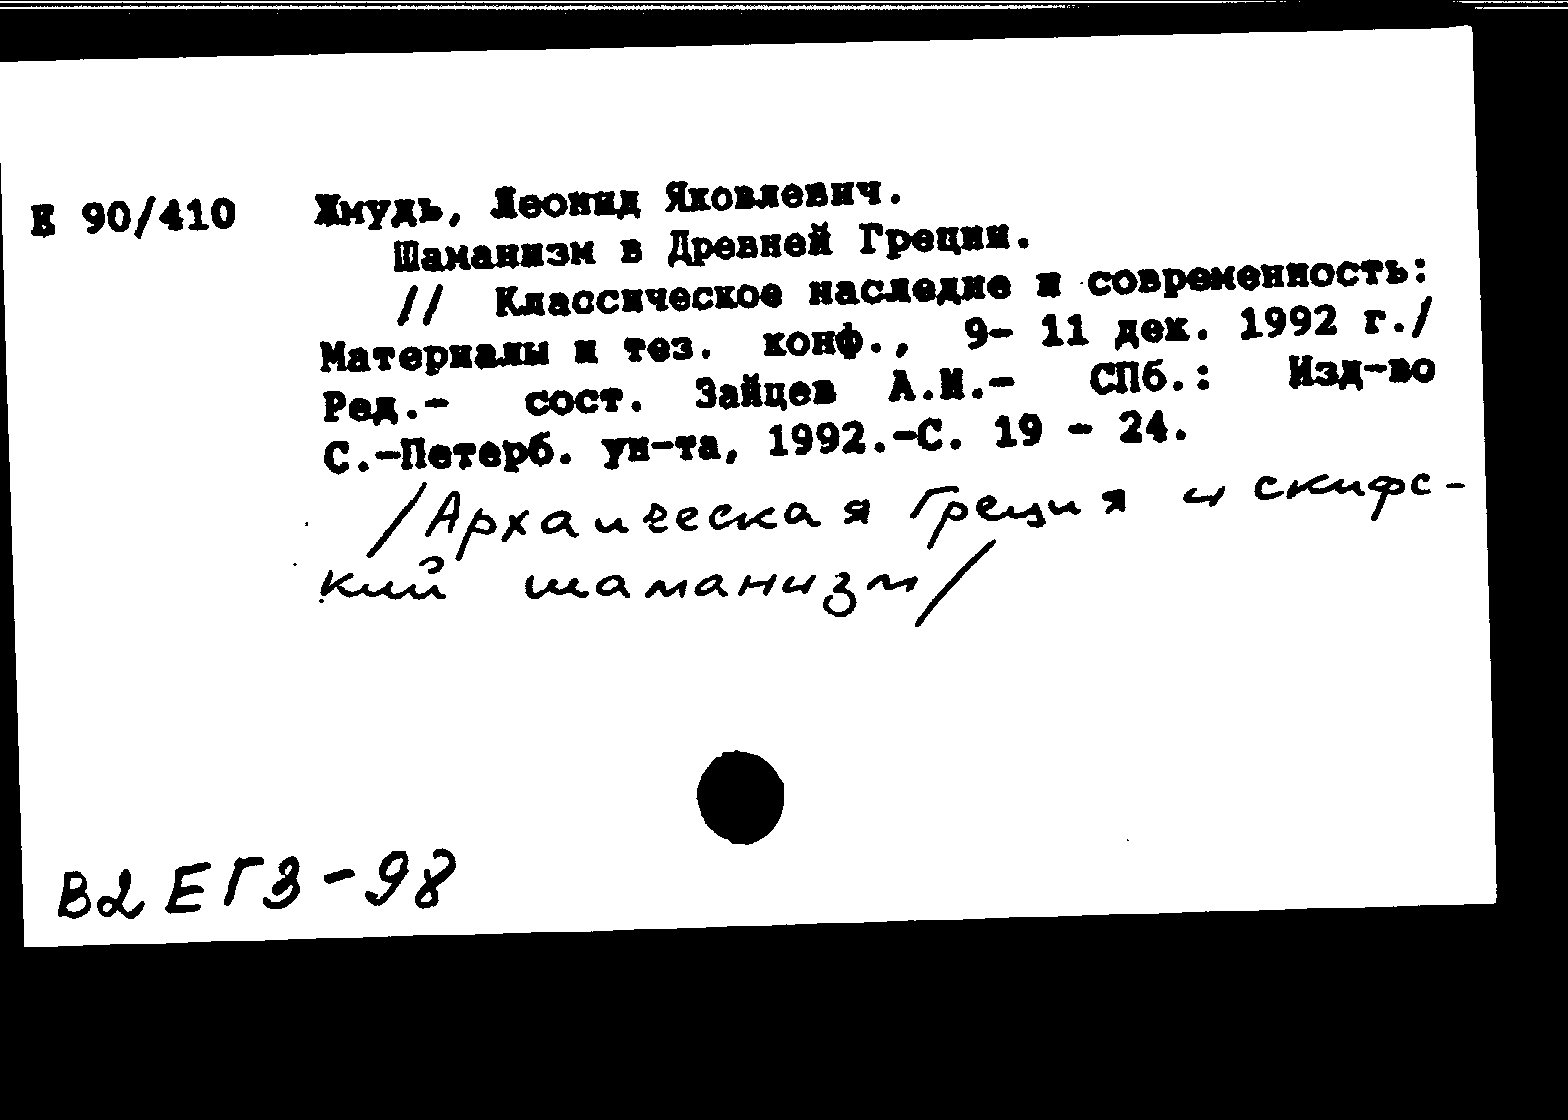 Е 90/410 Жмудь, Леонид Яковлевич.
Шаманизм в Древней Греции.
// Классическое наследие и современность:
Материалы и тез. конф., 9- 11 дек. 1992 г./
Ред.- сост. Зайцев А.И.- СПб.: Изд-во
С.-Петерб. ун-та, 1992.-С. 19 - 24.
/Архаическая Греция и скифс-
кий шаманизм/
В2ЕГ3-98